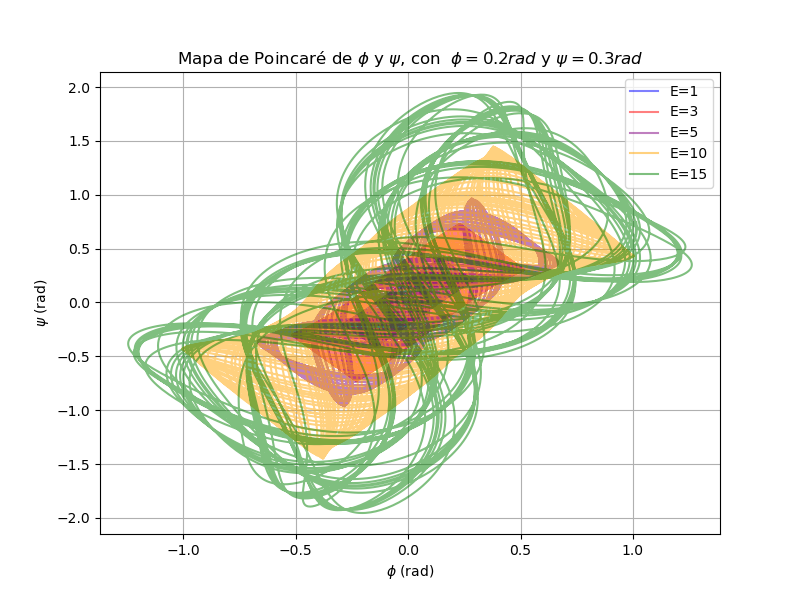 Mapa de Poincaré de ϕ y ψ, con ϕ = 0.2rad y ψ = 0.3rad
E=1
E=3
E=5
E=10
E=15
2.0
1.5
1.0
0.5
0.0
−0.5
−1.0
−1.5
−2.0
ψ (rad)
−1.0 −0.5 0.0 0.5 1.0
ϕ (rad)